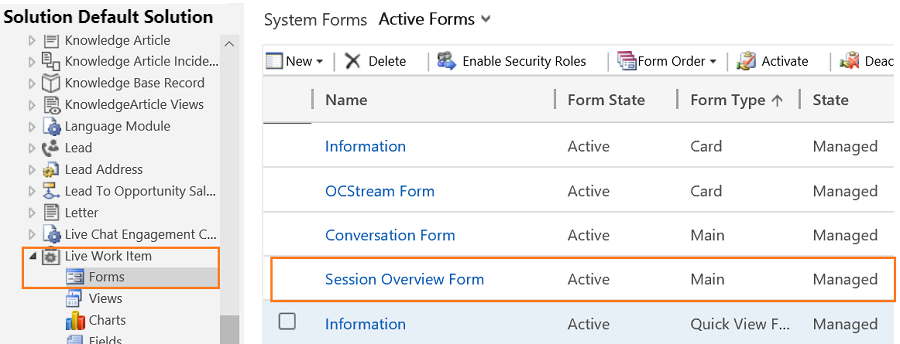 Solution Default Solution
Knowledge Article
Knowledge Article Incide...
Knowledge Base Record
KnowledgeArticle Views
Language Module
Lead
Lead Address
Lead To Opportunity Sal...
Letter
Live Chat Engagement C...
Live Work Item
Forms
Views
Charts
Fields
System Forms Active Forms
New Delete Enable Security Roles Form Order Activate Deac
Name Form State Form Type ↑ State
Information Active Card Managed
OCStream Form Active Card Managed
Conversation Form Active Main Managed
Session Overview Form Active Main Managed
Information Active Quick View F... Managed